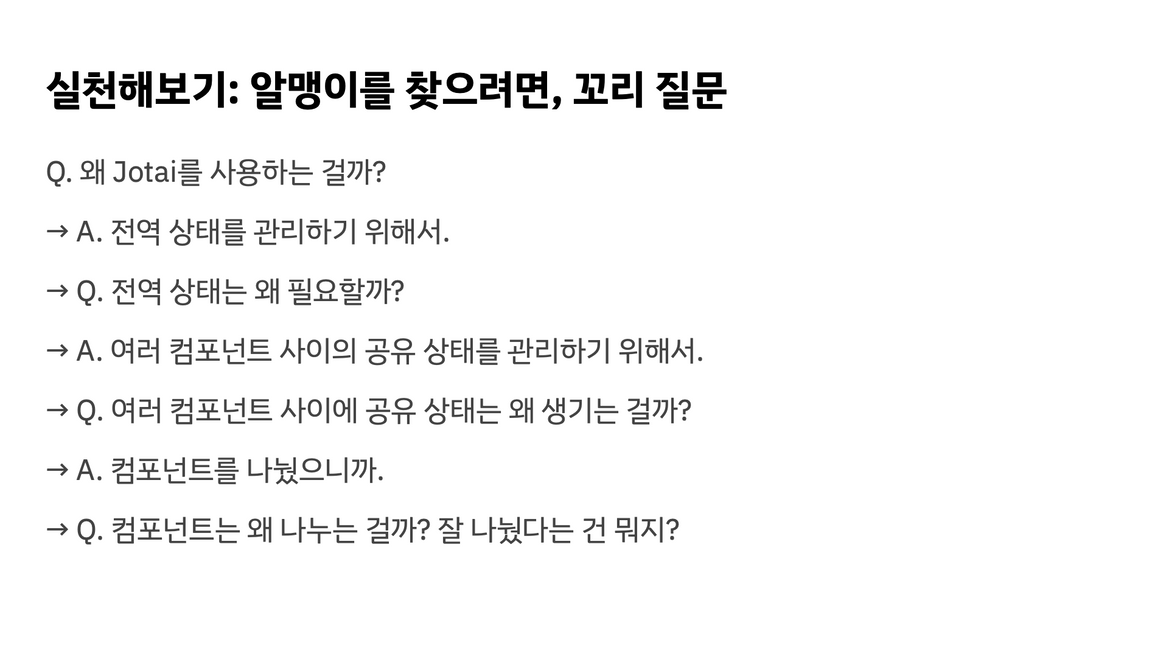 실천해보기: 알맹이를 찾으려면, 꼬리 질문
Q. 왜 Jotai를 사용하는 걸까?
→ A. 전역 상태를 관리하기 위해서.
→ Q. 전역 상태는 왜 필요할까?
→ A. 여러 컴포넌트 사이의 공유 상태를 관리하기 위해서.
→ Q. 여러 컴포넌트 사이에 공유 상태는 왜 생기는 걸까?
→ A. 컴포넌트를 나눴으니까.
→ Q. 컴포넌트는 왜 나누는 걸까? 잘 나눴다는 건 뭐지?